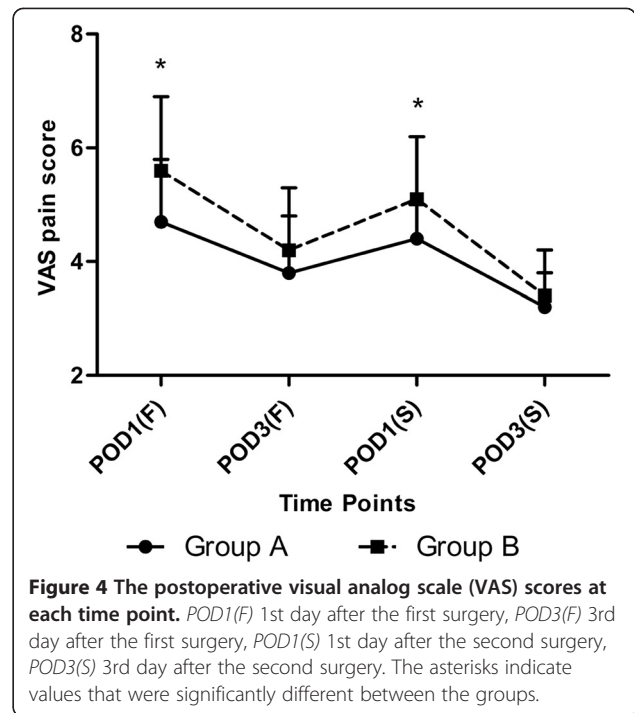 8
*
*
6
4
2
VAS pain score
POD1(F) POD3(F) POD1(S) POD3(S)
Time Points
Group A Group B
Figure 4 The postoperative visual analog scale (VAS) scores at
each time point. POD1(F) 1st day after the first surgery, POD3(F) 3rd
day after the first surgery, POD1(S) 1st day after the second surgery,
POD3(S) 3rd day after the second surgery. The asterisks indicate
values that were significantly different between the groups.